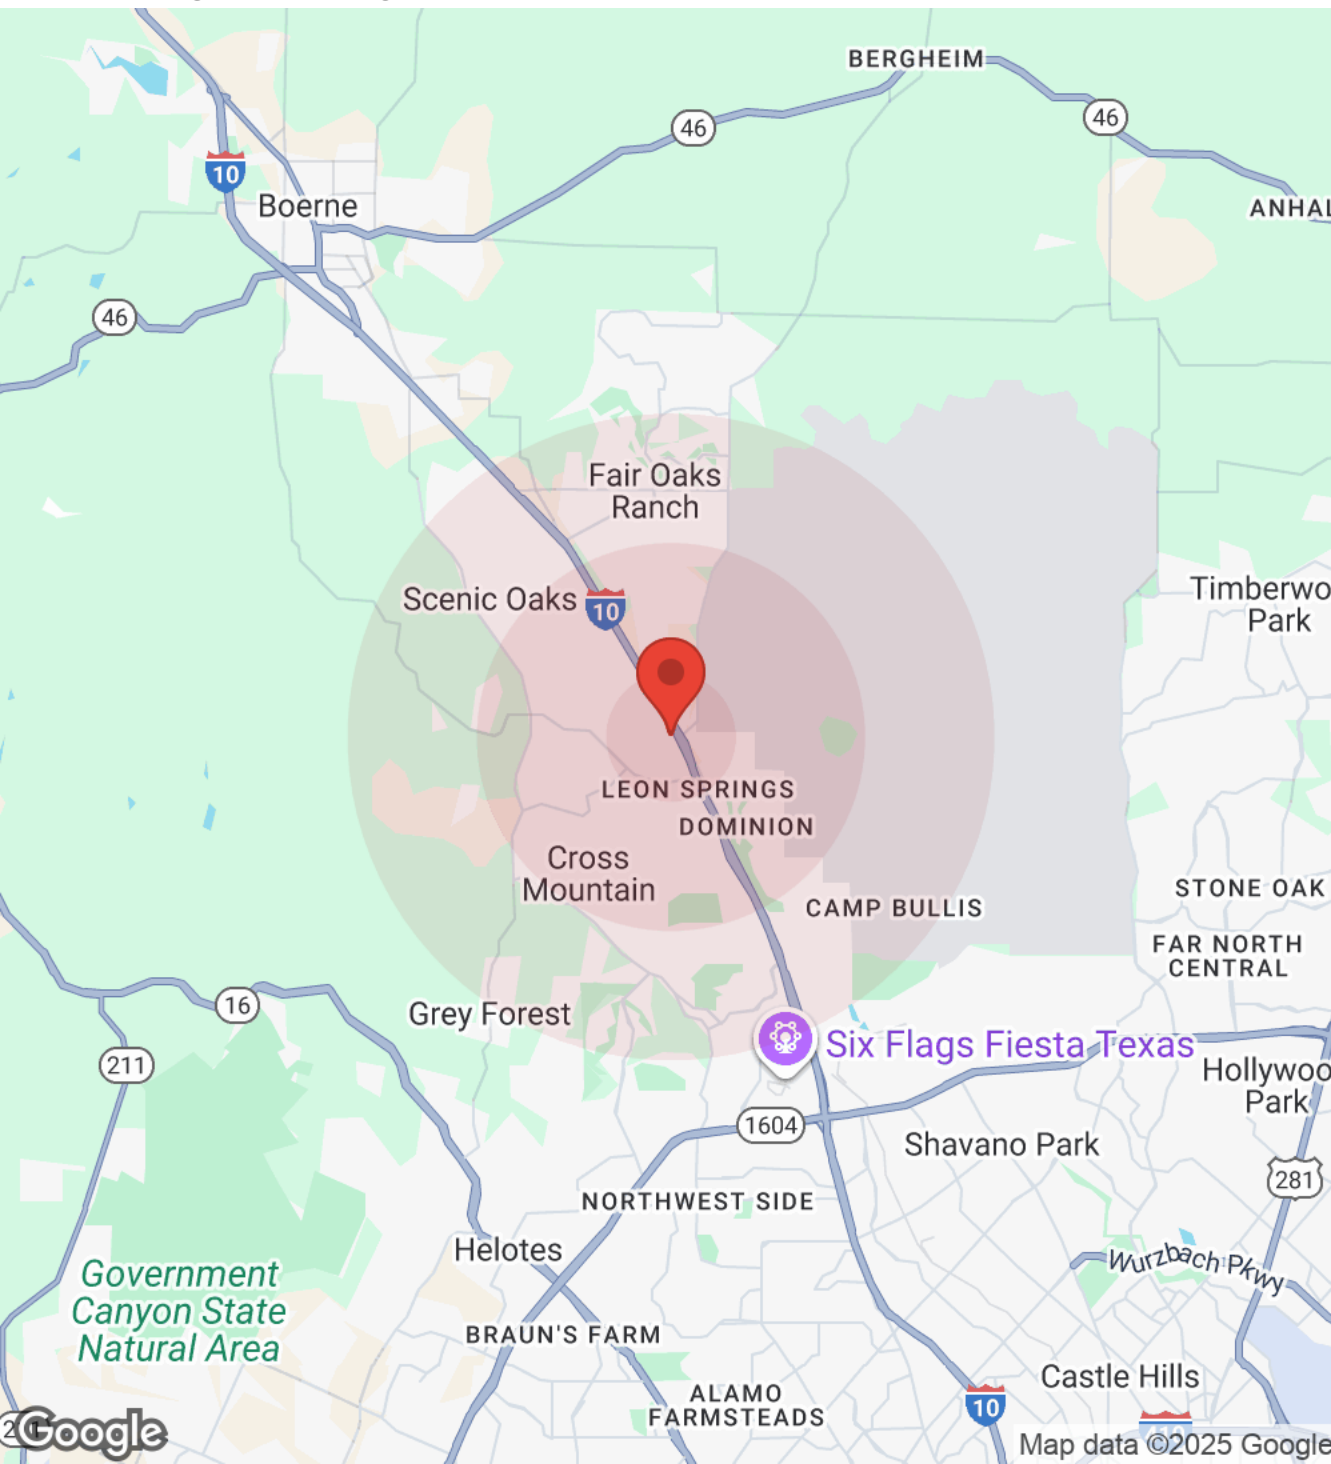 BERGHEIM
46
46
10
Boerne
ANHAL
46
Fair Oaks
Ranch
Scenic Oaks
10
Timberwo
Park
LEON SPRINGS
DOMINION
Cross
Mountain
CAMP BULLIS
STONE OAK
FAR NORTH
CENTRAL
16
Grey Forest
Six Flags Fiesta Texas
211
Hollywoo
Park
1604
Shavano Park
281
NORTHWEST SIDE
Helotes
Wurzbach Pkwy
Government
Canyon State
Natural Area
BRAUN'S FARM
Castle Hills
ALAMO
FARMSTEADS
10
410
Google
Map data ©2025 Google